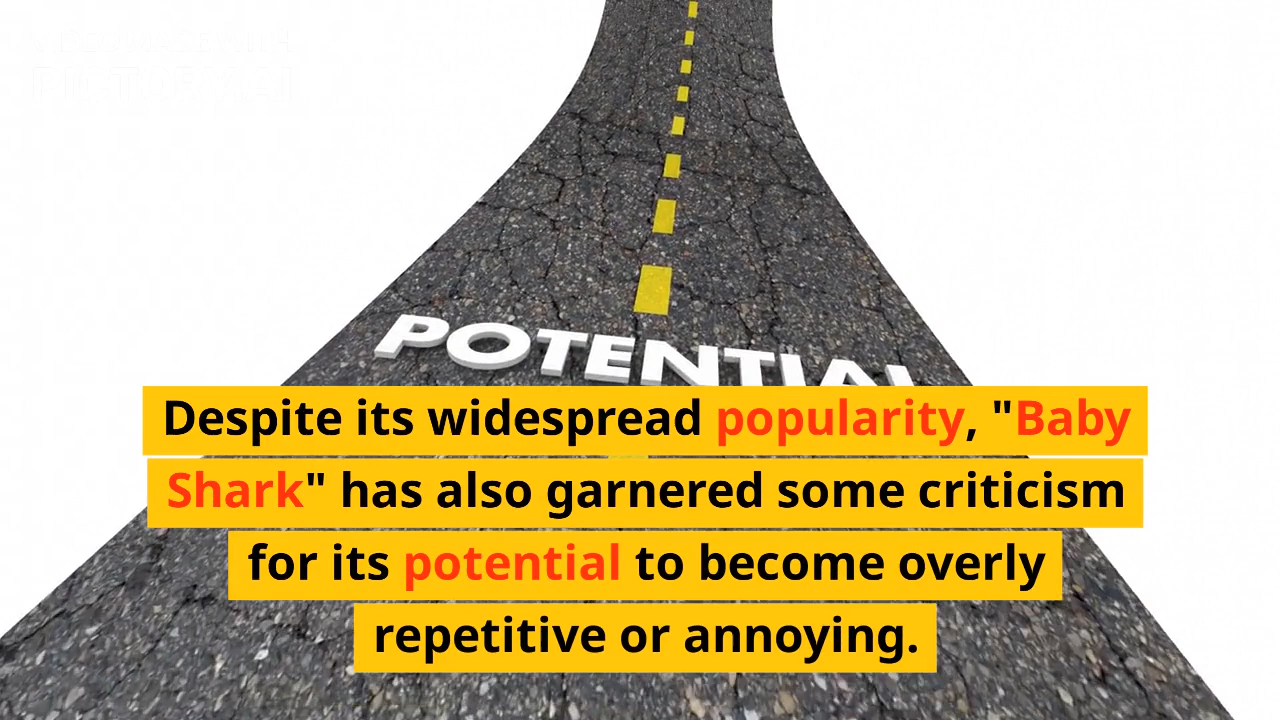 POTENTIAL
Despite its widespread popularity, "Baby
Shark" has also garnered some criticism
for its potential to become overly
repetitive or annoying.